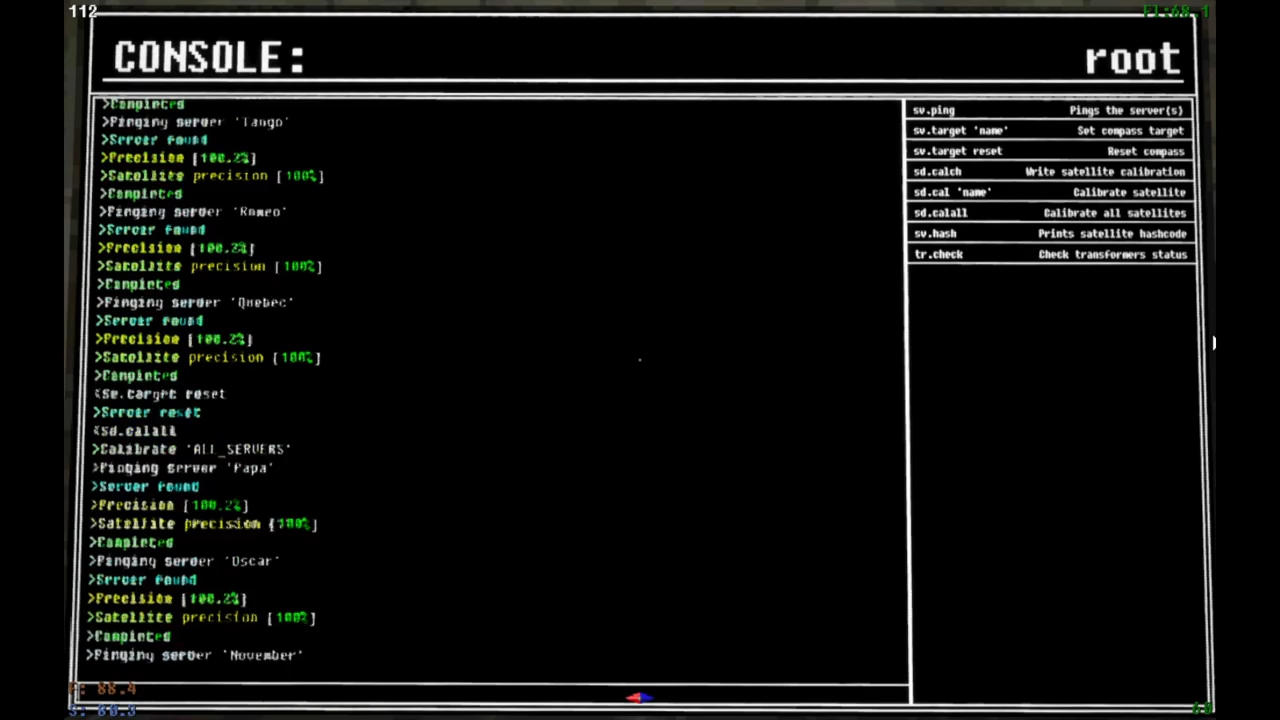 112
CONSOLE:
root
>Completed
>Pinging server 'Tango'
>Server found
>Precision [100.2%]
>Satellite precision [100%]
>Completed
>Pinging server 'Romeo'
>Server found
>Precision [100.2%]
>Satellite precision [100%]
>Completed
>Pinging server 'Quebec'
>Server found
>Precision [100.2%]
>Satellite precision [100%]
>Completed
<sv.target reset
>Server reset
<sd.calall
>Calibrate 'ALL_SERVERS'
>Pinging server 'Papa'
>Server found
>Precision [100.2%]
>Satellite precision [100%]
>Completed
>Pinging server 'Oscar'
>Server found
>Precision [100.2%]
>Satellite precision [100%]
>Completed
>Pinging server 'November'
sv.ping Pings the server(s)
sv.target 'name' Set compass target
sv.target reset Reset compass
sd.calch Write satellite calibration
sd.cal 'name' Calibrate satellite
sd.calall Calibrate all satellites
sv.hash Prints satellite hashcode
tr.check Check transformers status
88.4